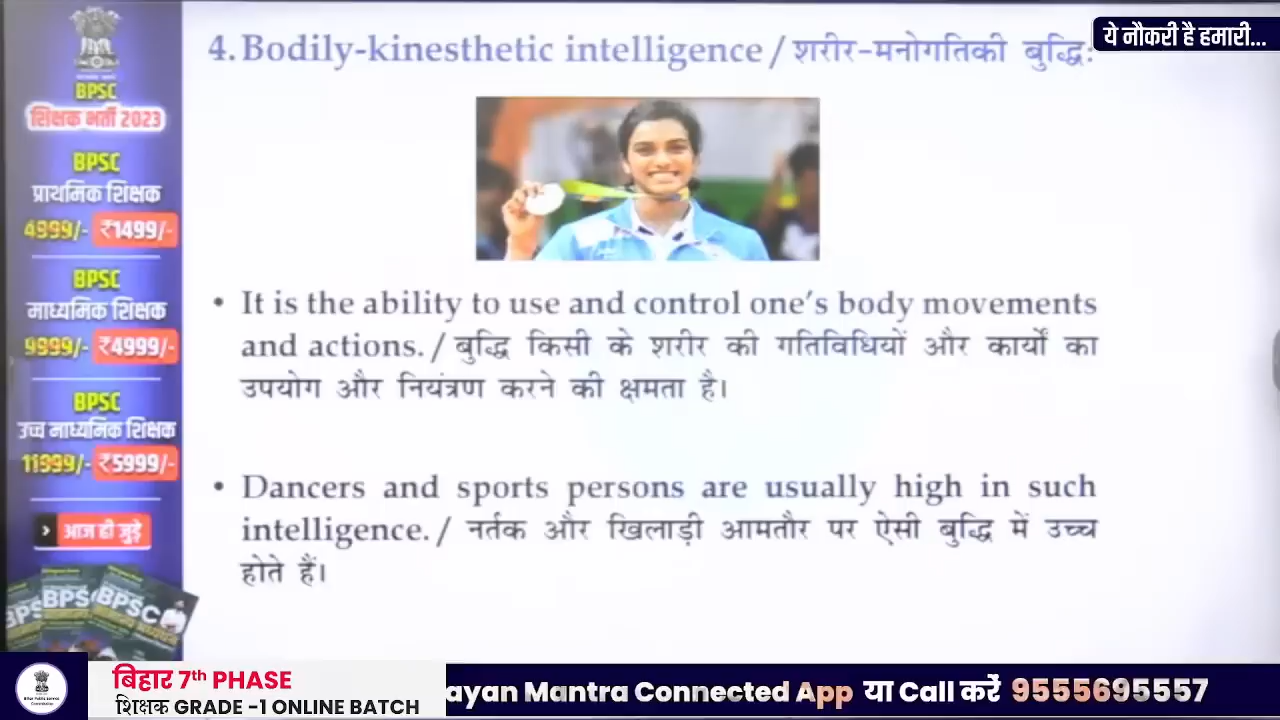 ये नौकरी है हमारी...
4. Bodily-kinesthetic intelligence / शरीर-मनोगतिकी बुद्धि:
• It is the ability to use and control one's body movements
and actions. / बुद्धि किसी के शरीर की गतिविधियों और कार्यों का
उपयोग और नियंत्रण करने की क्षमता है।
• Dancers and sports persons are usually high in such
intelligence. / नर्तक और खिलाड़ी आमतौर पर ऐसी बुद्धि में उच्च
होते हैं।
BPSC
शिक्षक भर्ती 2023
BPSC
प्राथमिक शिक्षक
4999/- ₹1499/-
BPSC
माध्यमिक शिक्षक
9999/- ₹4999/-
BPSC
उच्च माध्यमिक शिक्षक
11999/- ₹5999/-
आज ही जुड़े
BPS
BPS
BPSC
बिहार 7th PHASE
शिक्षक GRADE -1 ONLINE BATCH
ayan Mantra Connected App या Call करें 9555695557